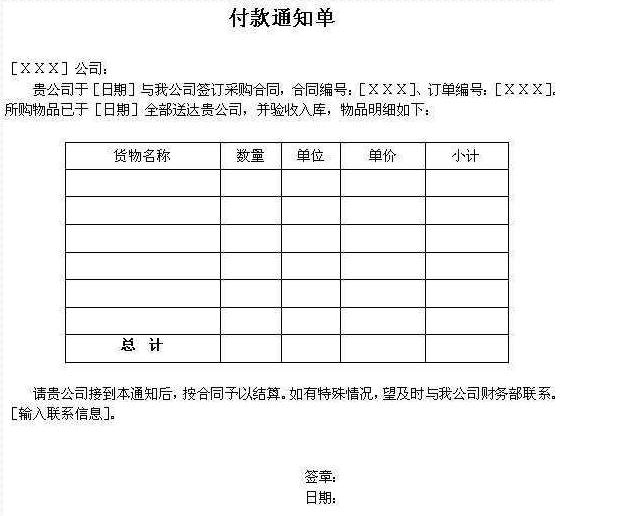 付款通知单
[ＸＸＸ]公司：
贵公司于[日期]与我公司签订采购合同，合同编号：[ＸＸＸ]、订单编号：[ＸＸＸ].
所购物品已于[日期]全部送达贵公司，并验收入库，物品明细如下：
货物名称 数量 单位 单价 小计
总 计
请贵公司接到本通知后，按合同予以结算。如有特殊情况，望及时与我公司财务部联系。
[输入联系信息]。
签章：
日期：